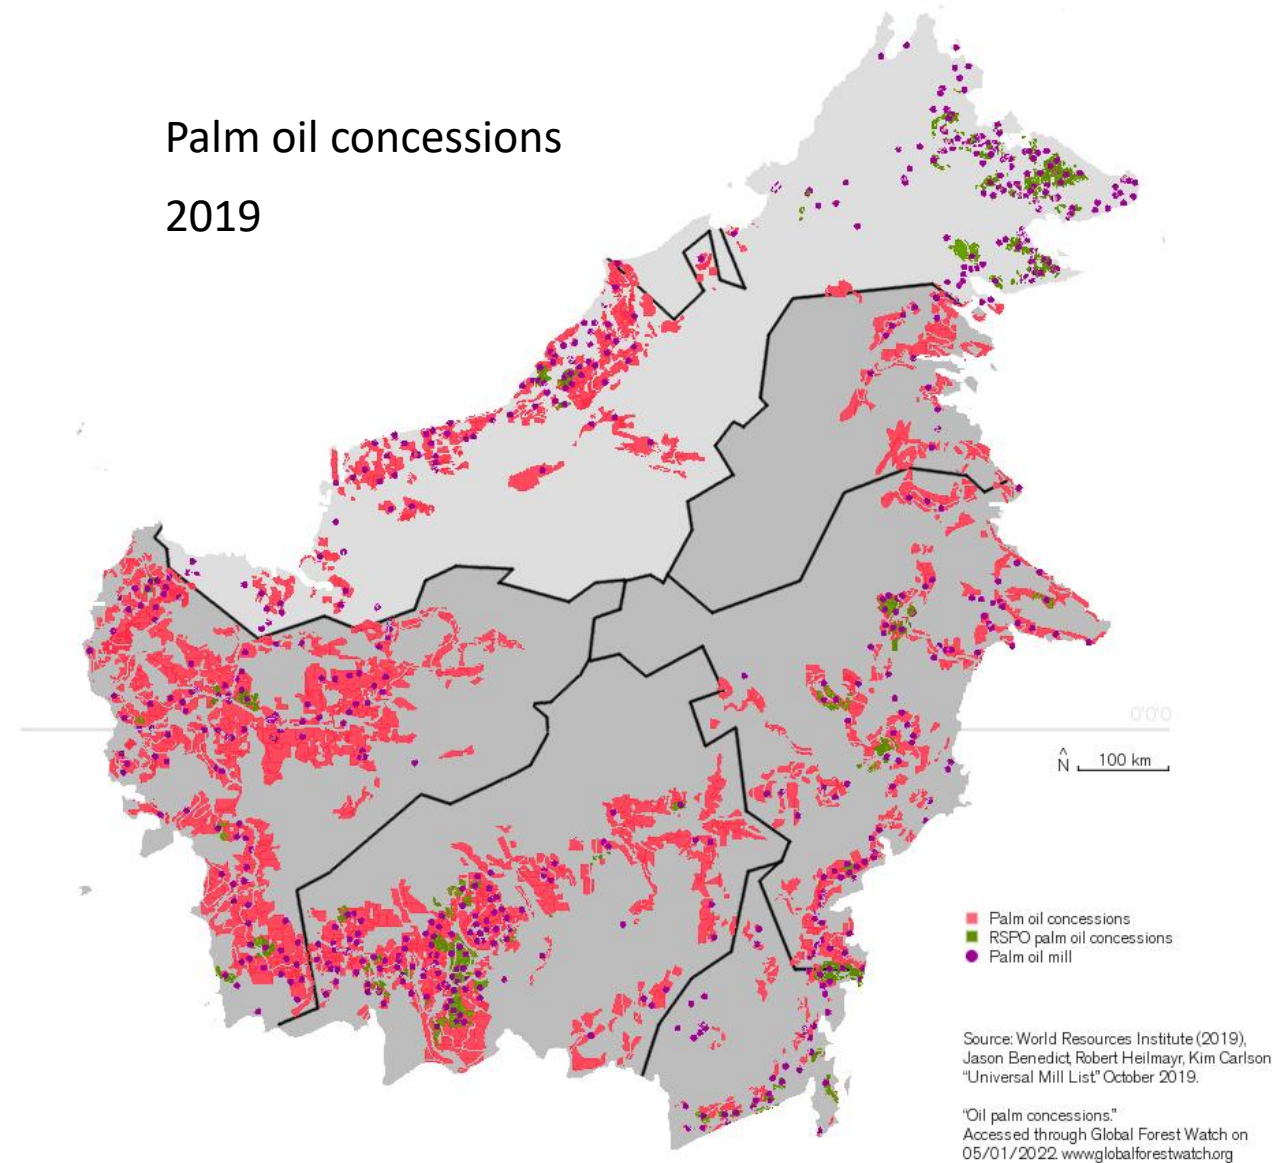 Palm oil concessions
2019
0°0'0
N
100 km
Palm oil concessions
RSPO palm oil concessions
Palm oil mill
Source: World Resources Institute (2019),
Jason Benedict, Robert Heilmayr, Kim Carlson
"Universal Mill List" October 2019.
"Oil palm concessions."
Accessed through Global Forest Watch on
05/01/2022. www.globalforestwatch.org